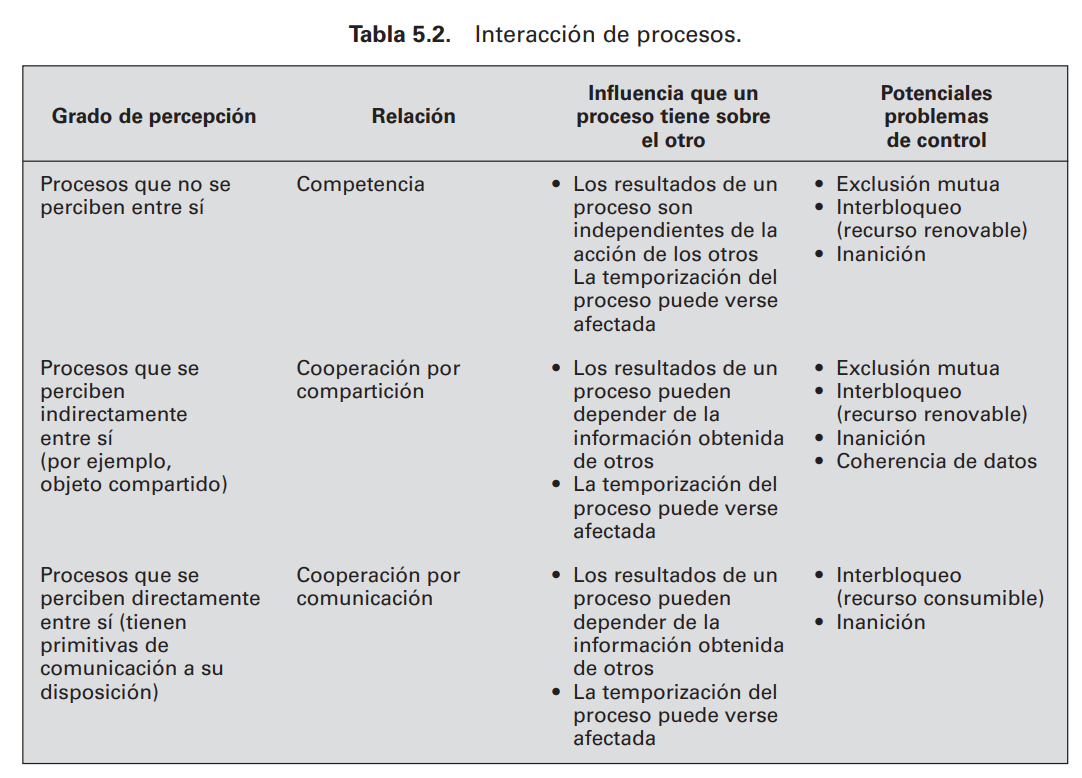 Tabla 5.2. Interacción de procesos.
Grado de percepción
Relación
Influencia que un
proceso tiene sobre
el otro
Potenciales
problemas
de control
Procesos que no se
perciben entre sí
Competencia
• Los resultados de un
proceso son
independientes de la
acción de los otros
La temporización del
proceso puede verse
afectada
• Exclusión mutua
• Interbloqueo
(recurso renovable)
• Inanición
Procesos que se
perciben
indirectamente
entre sí
(por ejemplo,
objeto compartido)
Cooperación por
compartición
• Los resultados de un
proceso pueden
depender de la
información obtenida
de otros
• La temporización del
proceso puede verse
afectada
• Exclusión mutua
• Interbloqueo
(recurso renovable)
• Inanición
• Coherencia de datos
Procesos que se
perciben directamente
entre sí (tienen
primitivas de
comunicación a su
disposición)
Cooperación por
comunicación
• Los resultados de un
proceso pueden
depender de la
información obtenida
de otros
• La temporización del
proceso puede verse
afectada
• Interbloqueo
(recurso consumible)
• Inanición